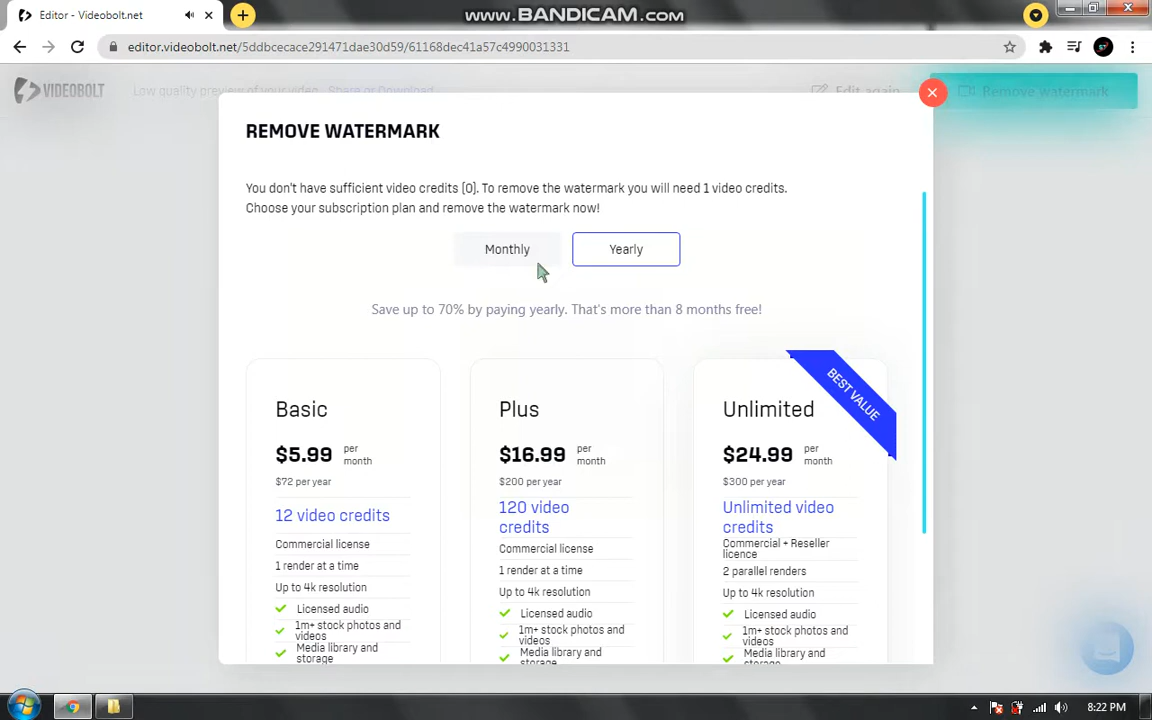 Editor - Videobolt.net
www.BANDICAM.com
editor.videobolt.net/5ddbcecace291471dae30d59/61168dec41a57c4990031331
VIDEOBOLT
Low quality preview of your video. Share or Download
Edit again
Remove watermark
REMOVE WATERMARK
You don't have sufficient video credits (0). To remove the watermark you will need 1 video credits.
Choose your subscription plan and remove the watermark now!
Monthly
Yearly
Save up to 70% by paying yearly. That's more than 8 months free!
Basic
$5.99 per
month
$72 per year
12 video credits
Commercial license
1 render at a time
Up to 4k resolution
Licensed audio
1m+ stock photos and
videos
Media library and
storage
Plus
$16.99 per
month
$200 per year
120 video
credits
Commercial license
1 render at a time
Up to 4k resolution
Licensed audio
1m+ stock photos and
videos
Media library and
storage
BEST VALUE
Unlimited
$24.99 per
month
$300 per year
Unlimited video
credits
Commercial + Reseller
licence
2 parallel renders
Up to 4k resolution
Licensed audio
1m+ stock photos and
videos
Media library and
storage
8:22 PM